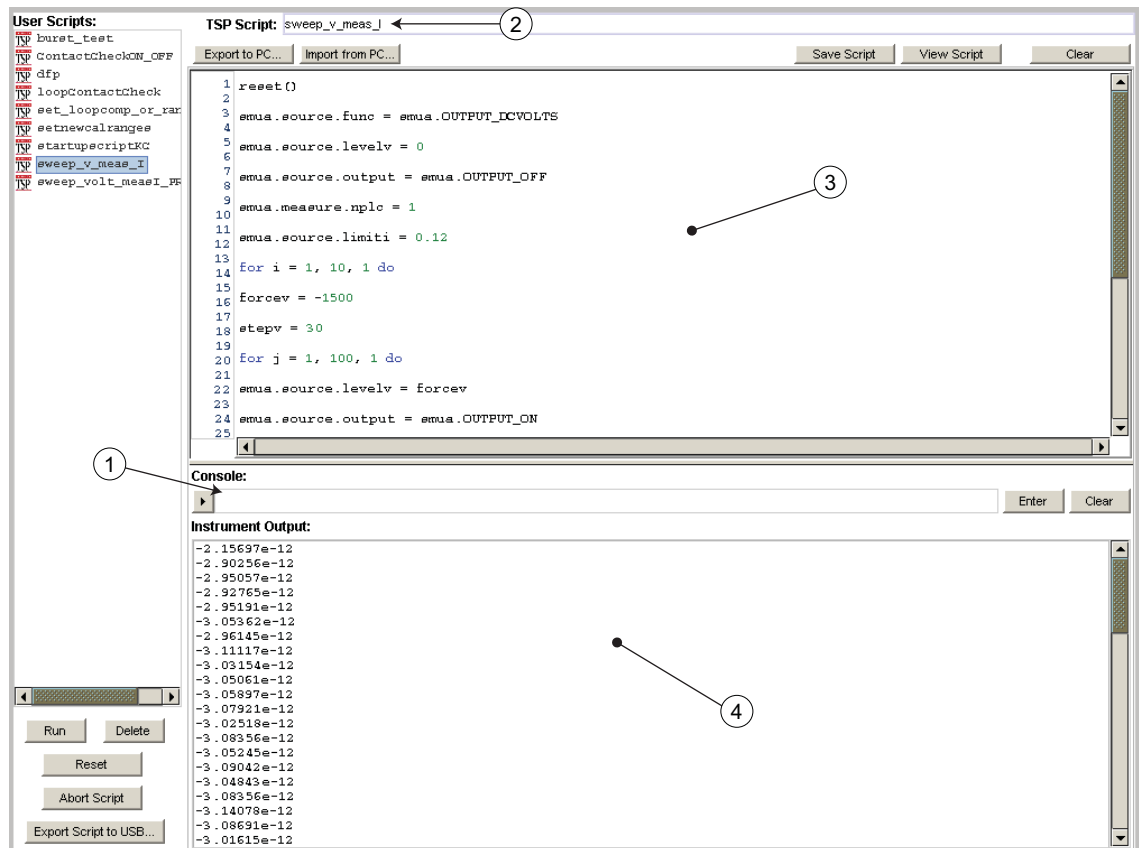 User Scripts:
TSP burst_test
TSP ContactCheckON_OFF
TSP dfp
TSP loopContactCheck
TSP set_loopcomp_or_ran
TSP setnewcalranges
TSP startupscriptKC
TSP sweep_v_meas_I
TSP sweep_volt_measI_PR
TSP Script: sweep_v_meas_I
2
Export to PC... Import from PC... Save Script View Script Clear
1 reset()
2
3 smua.source.func = smua.OUTPUT_DCVOLTS
4
5 smua.source.levelv = 0
6
7 smua.source.output = smua.OUTPUT_OFF
8
9 smua.measure.nplc = 1
10
11 smua.source.limiti = 0.12
12
13 for i = 1, 10, 1 do
14
15 forcev = -1500
16
17 stepv = 30
18
19 for j = 1, 100, 1 do
20
21
22 smua.source.levelv = forcev
23
24 smua.source.output = smua.OUTPUT_ON
25
3
1
Console:
Enter Clear
Instrument Output:
-2.15697e-12
-2.90256e-12
-2.95057e-12
-2.92765e-12
-2.95191e-12
-3.05362e-12
-2.96145e-12
-3.11117e-12
-3.03154e-12
-3.05061e-12
-3.05897e-12
-3.07921e-12
-3.02518e-12
-3.08356e-12
-3.05245e-12
-3.09042e-12
-3.04843e-12
-3.08356e-12
-3.14078e-12
-3.08691e-12
-3.01615e-12
4
Run Delete
Reset
Abort Script
Export Script to USB...